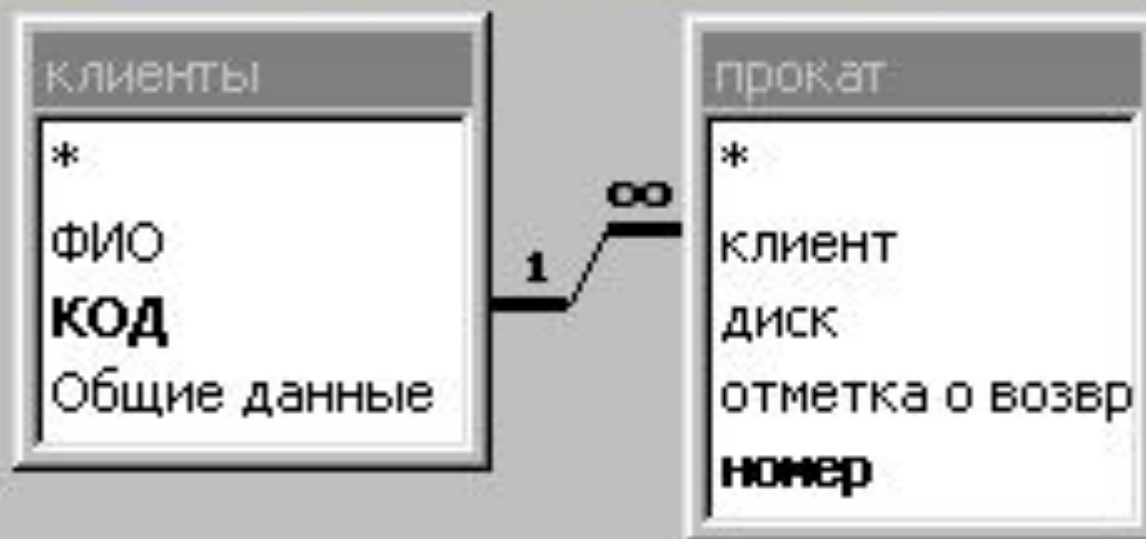 клиенты
*
ФИО
КОД
Общие данные
1
∞
прокат
*
клиент
диск
отметка о возвр
номер